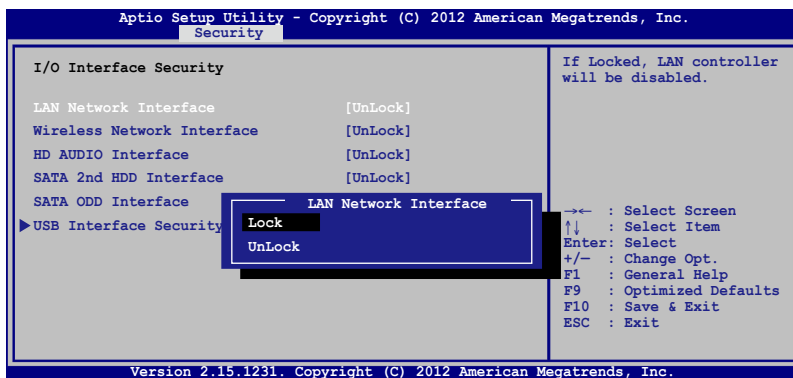 Aptio Setup Utility - Copyright (C) 2012 American Megatrends, Inc.
Security
I/O Interface Security
LAN Network Interface [UnLock]
Wireless Network Interface [UnLock]
HD AUDIO Interface [UnLock]
SATA 2nd HDD Interface [UnLock]
SATA ODD Interface
USB Interface Security
LAN Network Interface
Lock
UnLock
If Locked, LAN controller
will be disabled.
→← : Select Screen
↑↓ : Select Item
Enter: Select
+/— : Change Opt.
F1 : General Help
F9 : Optimized Defaults
F10 : Save & Exit
ESC : Exit
Version 2.15.1231. Copyright (C) 2012 American Megatrends, Inc.